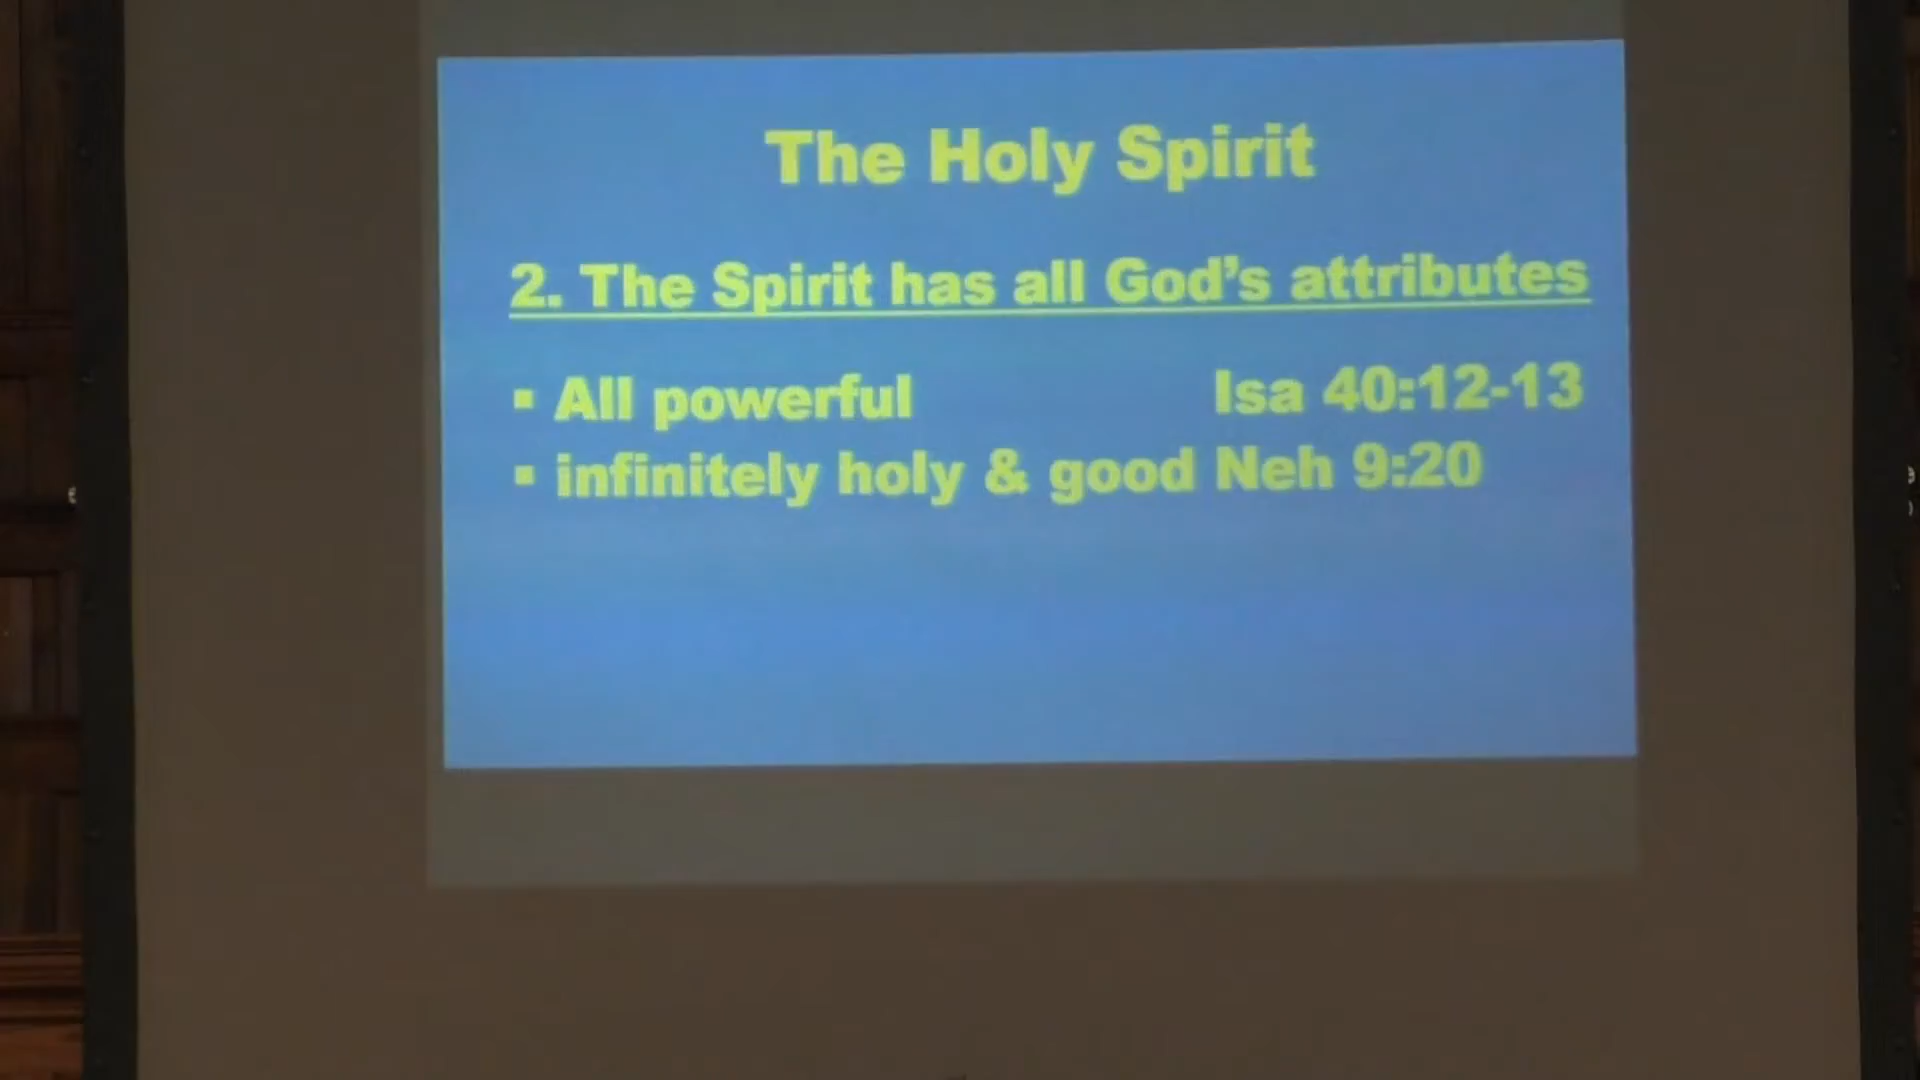 The Holy Spirit
2. The Spirit has all God's attributes
▪ All powerful Isa 40:12-13
▪ infinitely holy & good Neh 9:20